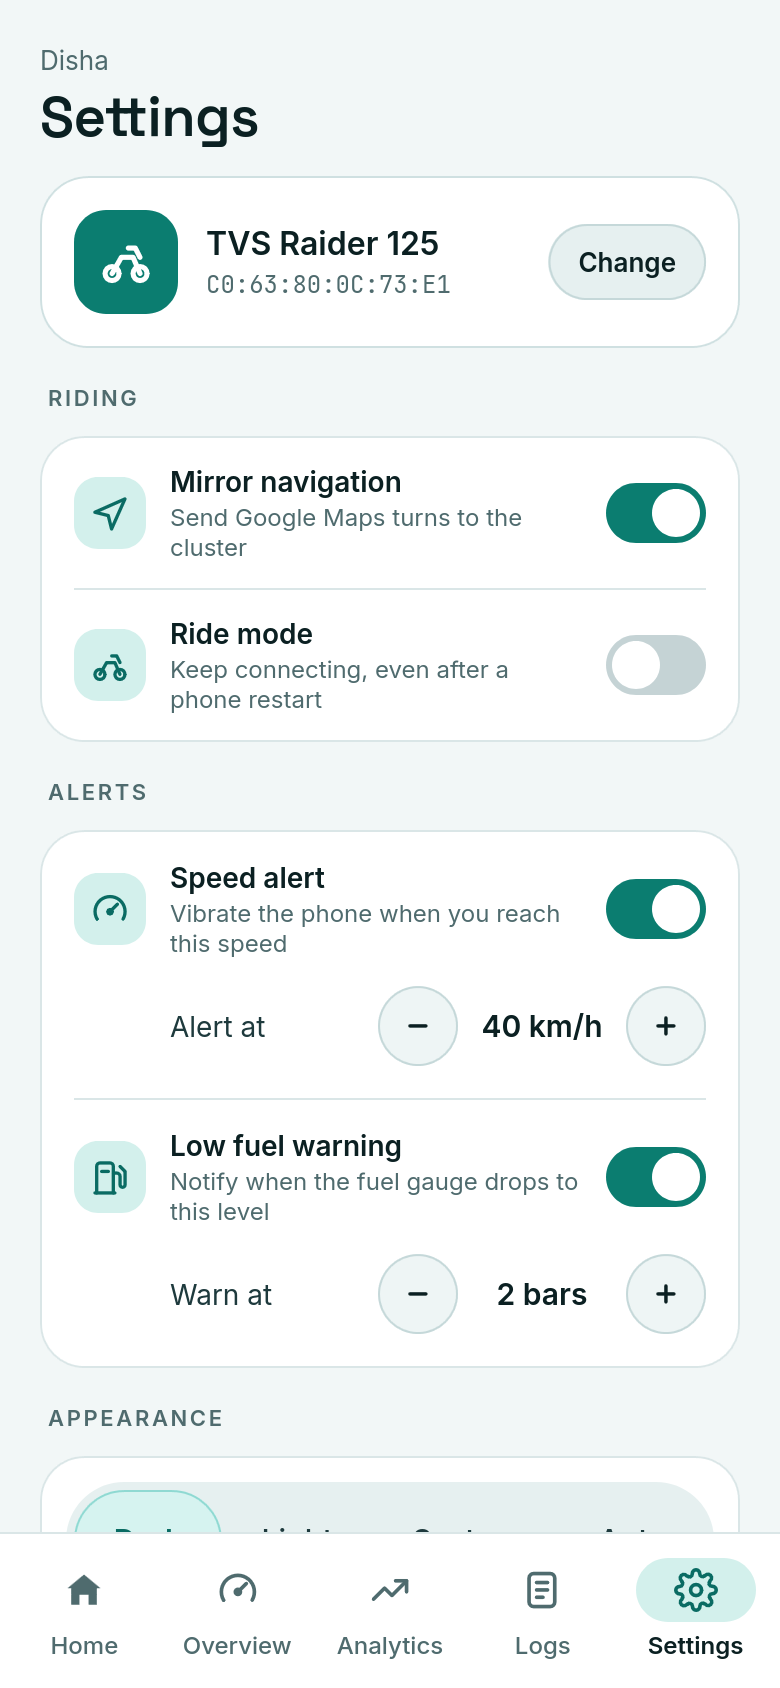 Disha
Settings
TVS Raider 125
C0:63:80:0C:73:E1
Change
RIDING
Mirror navigation
Send Google Maps turns to the
cluster
Ride mode
Keep connecting, even after a
phone restart
ALERTS
Speed alert
Vibrate the phone when you reach
this speed
Alert at
− 40 km/h +
Low fuel warning
Notify when the fuel gauge drops to
this level
Warn at
− 2 bars +
APPEARANCE
Home
Overview
Analytics
Logs
Settings